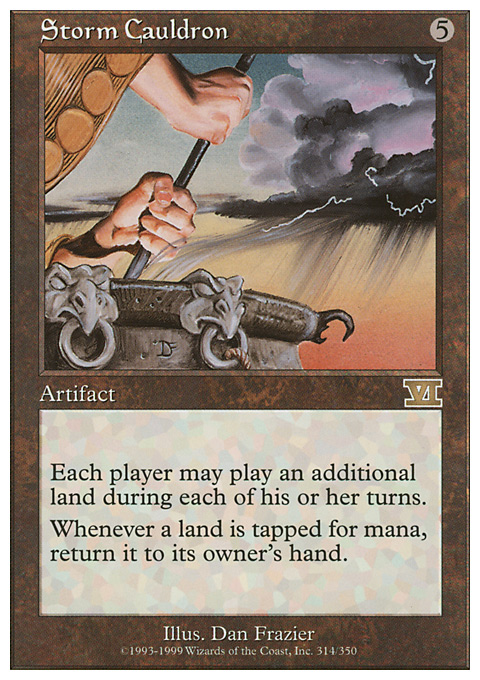 Storm Cauldron 5
DF
Artifact VI
Each player may play an additional
land during each of his or her turns.
Whenever a land is tapped for mana,
return it to its owner's hand.
Illus. Dan Frazier
©1993-1999 Wizards of the Coast, Inc. 314/350